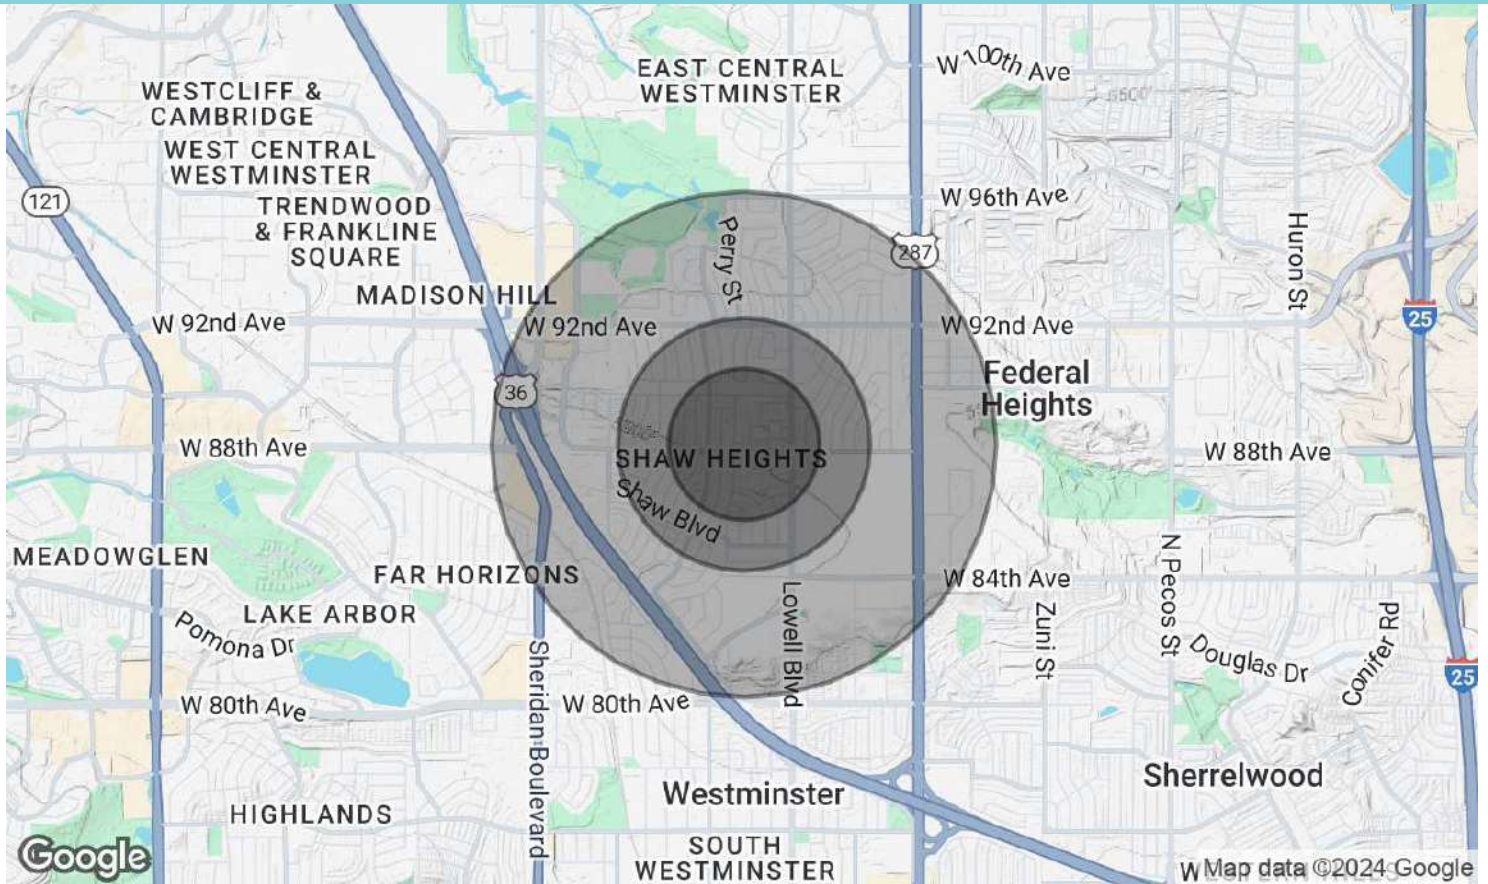 EAST CENTRAL
WESTMINSTER
W 100th Ave
5500'
WESTCLIFF &
CAMBRIDGE
WEST CENTRAL
WESTMINSTER
121
TRENDWOOD
& FRANKLINE
SQUARE
W 96th Ave
Perry St
287
Huron St
MADISON HILL
25
W 92nd Ave
W 92nd Ave
W 92nd Ave
36
Federal
Heights
W 88th Ave
SHAW HEIGHTS
W 88th Ave
Shaw Blvd
MEADOWGLEN
FAR HORIZONS
W 84th Ave
N Pecos St
LAKE ARBOR
Pomona Dr
Lowell Blvd
Zuni St
Douglas Dr
Conifer Rd
25
W 80th Ave
Sheridan Boulevard
W 80th Ave
Westminster
Sherrelwood
HIGHLANDS
SOUTH
WESTMINSTER
Google
Map data ©2024 Google